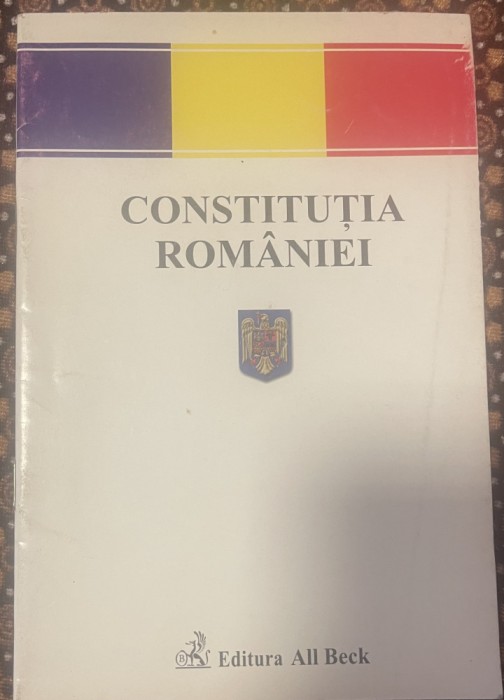 CONSTITUȚIA
ROMÂNIEI
B Editura All Beck